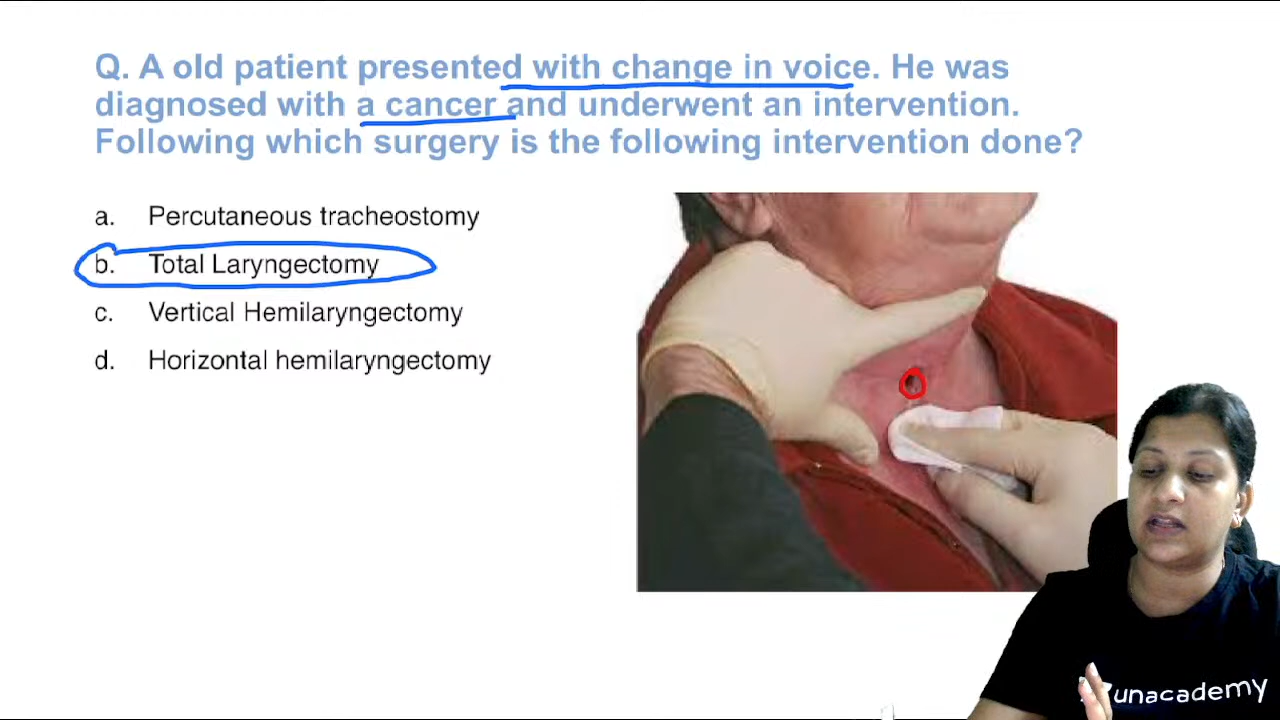 Q. A old patient presented with change in voice. He was
diagnosed with a cancer and underwent an intervention.
Following which surgery is the following intervention done?
a. Percutaneous tracheostomy
b. Total Laryngectomy
c. Vertical Hemilaryngectomy
d. Horizontal hemilaryngectomy
unacademy